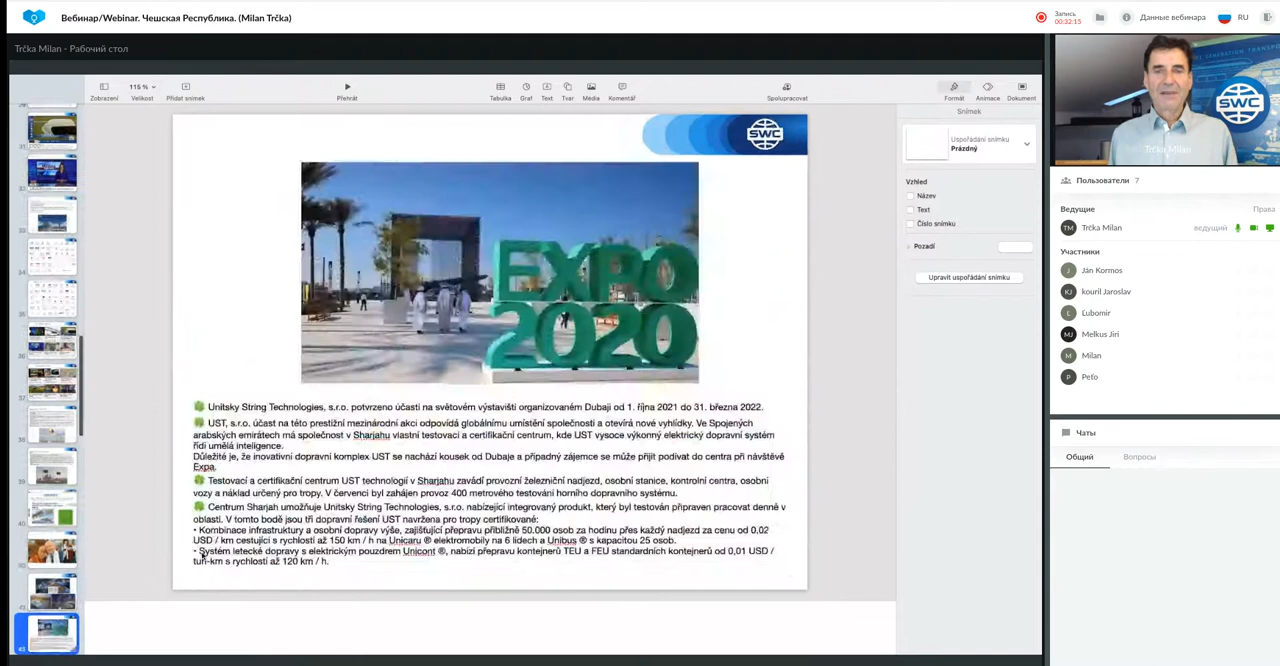 Вебинар/Webinar. Чешская Республика. (Milan Trčka)
Запись
00:32:15
Данные вебинара
RU
Trčka Milan - Рабочий стол
115 %
Zobrazení
Velikost
Přidat snímek
Přehrát
Tabulka
Graf
Text
Tvar
Média
Komentář
Spolupracovat
Formát
Animace
Dokument
SWC
EXPO
2020
Unitsky String Technologies, s.r.o. potvrzeno účasti na světovém výstavišti organizovaném Dubaji od 1. října 2021 do 31. března 2022.
UST, s.r.o. účast na této prestižní mezinárodní akci odpovídá globálnímu umístění společnosti a otevírá nové vyhlídky. Ve Spojených
arabských emirátech má společnost v Sharjahu vlastní testovací a certifikační centrum, kde UST vysoce výkonný elektrický dopravní systém
řídí umělá inteligence.
Důležité je, že inovativní dopravní komplex UST se nachází kousek od Dubaje a případný zájemce se může přijit podívat do centra při návštěvě
Expa.
Testovací a certifikační centrum UST technologií v Sharjahu zavádí provozní železniční nadjezd, osobní stanice, kontrolní centra, osobní
vozy a náklad určený pro tropy. V červenci byl zahájen provoz 400 metrového testování horního dopravního systému.
Centrum Sharjah umožňuje Unitsky String Technologies, s.r.o. nabízející integrovaný produkt, který byl testován připraven pracovat denně v
oblasti. V tomto bodě jsou tři dopravní řešení UST navržena pro tropy certifikované:
· Kombinace infrastruktury a osobní dopravy výše, zajišťující přepravu přibližně 50.000 osob za hodinu přes každý nadjezd za cenu od 0,02
USD / km cestující s rychlostí až 150 km / h na Unicaru ® elektromobily na 6 lidech a Unibus ® s kapacitou 25 osob.
· Systém letecké dopravy s elektrickým pouzdrem Unicont ®, nabízí přepravu kontejnerů TEU a FEU standardních kontejnerů od 0,01 USD /
tun-km s rychlostí až 120 km / h.
Snímek
Uspořádání snímku
Prázdný
Vzhled
Název
Text
Číslo snímku
Pozadí
Upravit uspořádání snímku
SWC
Trčka Milan
Пользователи 7
Ведущие
Права
TM Trčka Milan ведущий
Участники
J Ján Kormos
KJ kouril Jaroslav
Ľ Ľubomir
MJ Melkus Jiri
M Milan
P Peťo
Чаты
Общий
Вопросы